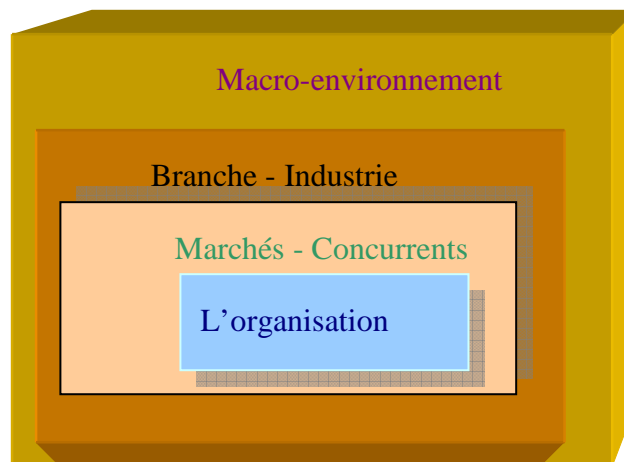 Macro-environnement
Branche - Industrie
Marchés - Concurrents
L'organisation